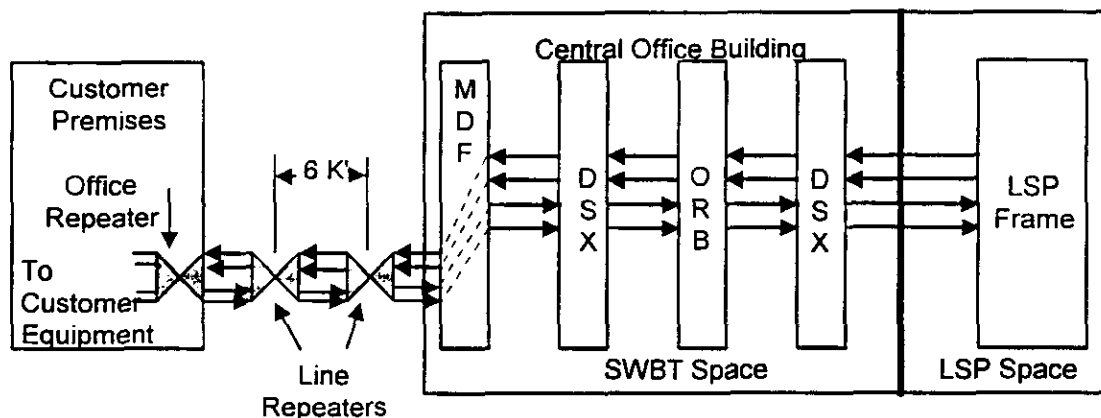 Central Office Building
Customer
Premises
Office
Repeater
To
Customer
Equipment
6 K'
Line
Repeaters
M
D
F
D
S
X
O
R
B
D
S
X
SWBT Space
LSP
Frame
LSP Space